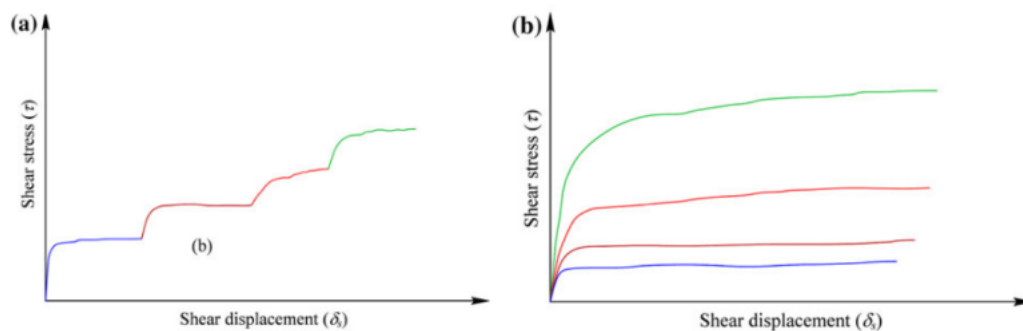 (a)
Shear stress (τ)
(b)
Shear displacement (δs)
(b)
Shear stress (τ)
Shear displacement (δs)